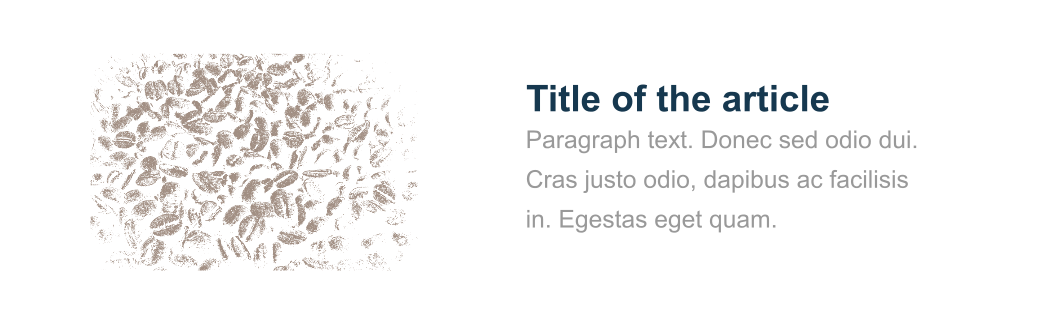 Title of the article
Paragraph text. Donec sed odio dui.
Cras justo odio, dapibus ac facilisis
in. Egestas eget quam.